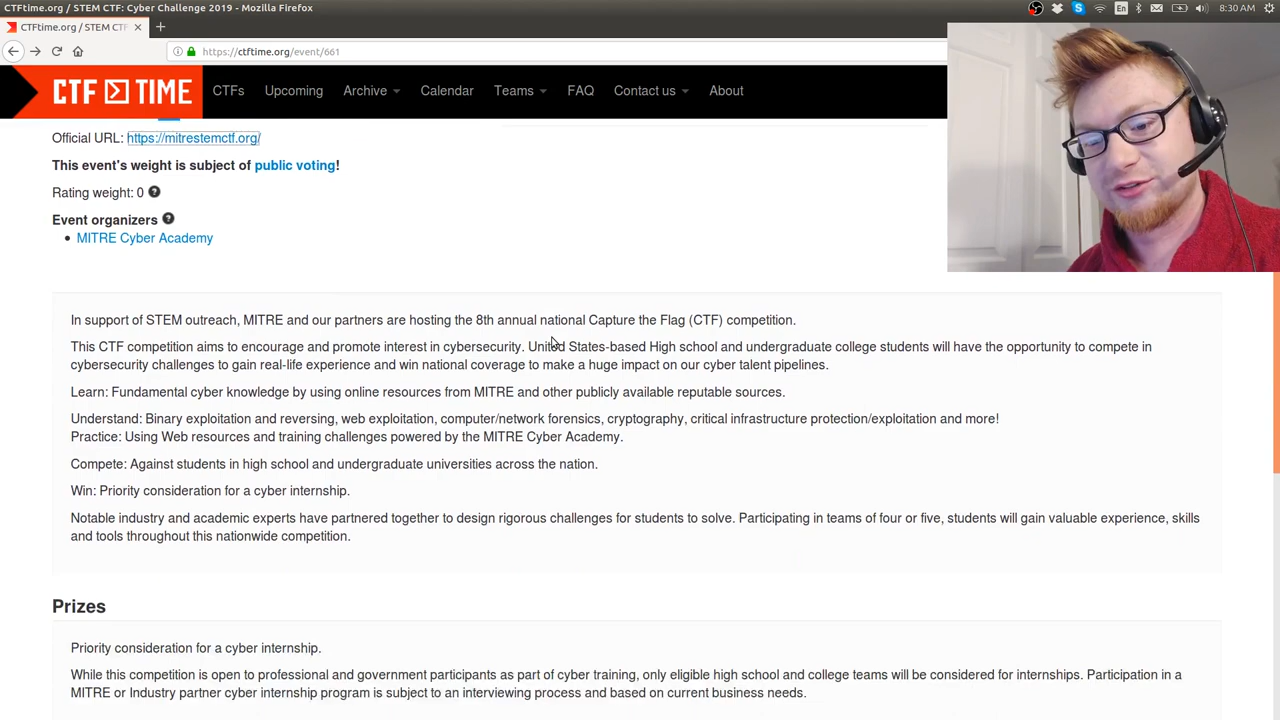 CTFtime.org / STEM CTF: Cyber Challenge 2019 - Mozilla Firefox
En
8:30 AM
CTFtime.org / STEM CTF
https://ctftime.org/event/661
CTF TIME
CTFs
Upcoming
Archive
Calendar
Teams
FAQ
Contact us
About
Official URL: https://mitrestemctf.org/
This event's weight is subject of public voting!
Rating weight: 0 ?
Event organizers ?
• MITRE Cyber Academy
In support of STEM outreach, MITRE and our partners are hosting the 8th annual national Capture the Flag (CTF) competition.
This CTF competition aims to encourage and promote interest in cybersecurity. United States-based High school and undergraduate college students will have the opportunity to compete in
cybersecurity challenges to gain real-life experience and win national coverage to make a huge impact on our cyber talent pipelines.
Learn: Fundamental cyber knowledge by using online resources from MITRE and other publicly available reputable sources.
Understand: Binary exploitation and reversing, web exploitation, computer/network forensics, cryptography, critical infrastructure protection/exploitation and more!
Practice: Using Web resources and training challenges powered by the MITRE Cyber Academy.
Compete: Against students in high school and undergraduate universities across the nation.
Win: Priority consideration for a cyber internship.
Notable industry and academic experts have partnered together to design rigorous challenges for students to solve. Participating in teams of four or five, students will gain valuable experience, skills
and tools throughout this nationwide competition.
Prizes
Priority consideration for a cyber internship.
While this competition is open to professional and government participants as part of cyber training, only eligible high school and college teams will be considered for internships. Participation in a
MITRE or Industry partner cyber internship program is subject to an interviewing process and based on current business needs.